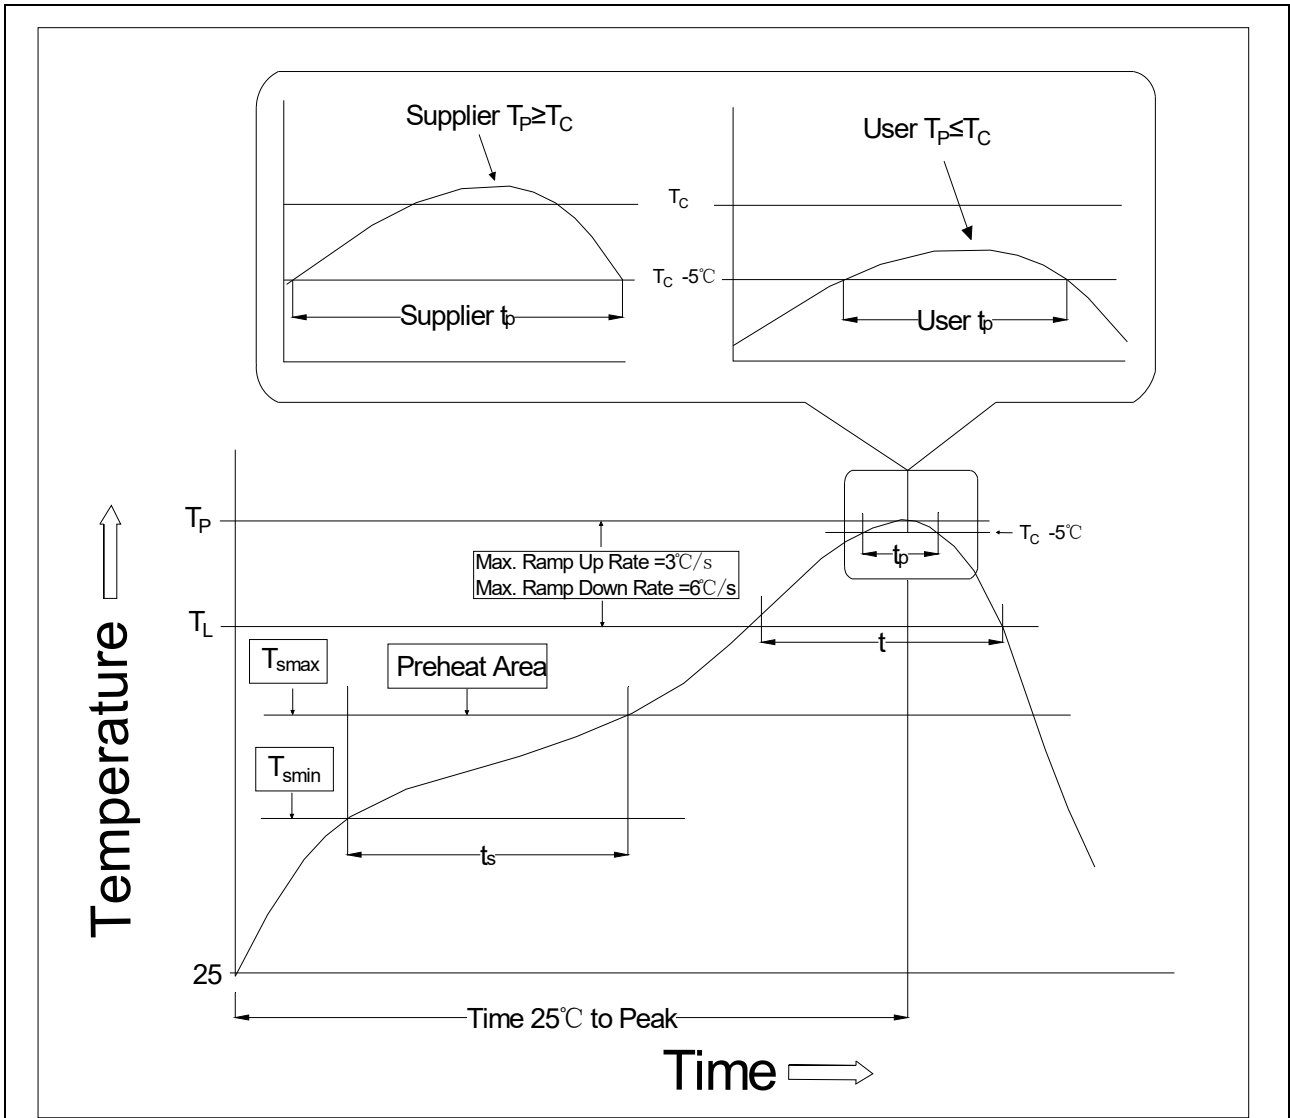 Supplier TP≥TC
User TP≤TC
TC
TC -5℃
Supplier tp
User tp
TP
TC -5℃
tp
Max. Ramp Up Rate =3℃/s
Max. Ramp Down Rate =6℃/s
TL
t
Tsmax
Preheat Area
Tsmin
ts
Temperature
25
Time 25℃ to Peak
Time